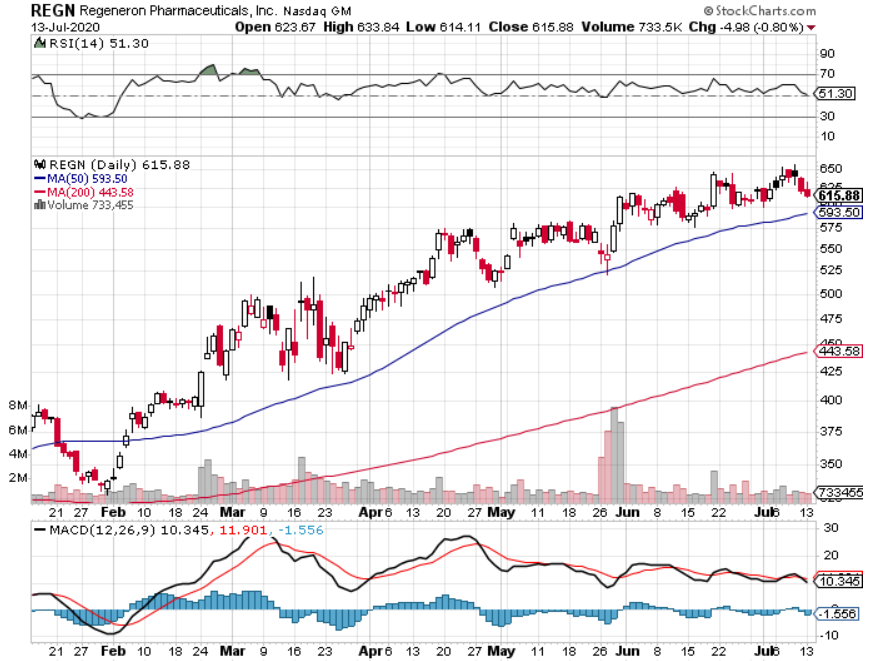 REGN Regeneron Pharmaceuticals, Inc. Nasdaq GM © StockCharts.com
13-Jul-2020 Open 623.67 High 633.84 Low 614.11 Close 615.88 Volume 733.5K Chg -4.98 (-0.80%)
RSI(14) 51.30
90
70
51.30
30
10
REGN (Daily) 615.88
MA(50) 593.50
MA(200) 443.58
Volume 733,455
650
625
615.88
593.50
575
550
525
500
475
450
443.58
425
400
375
350
8M
6M
4M
2M
733455
21 27 Feb 10 18 24 Mar 9 16 23 Apr 6 13 20 27 May 11 18 26 Jun 8 15 22 Jul 6 13
MACD(12,26,9) 10.345, 11.901, -1.556
30
20
10.345
-1.556
-10
21 27 Feb 10 18 24 Mar 9 16 23 Apr 6 13 20 27 May 11 18 26 Jun 8 15 22 Jul 6 13